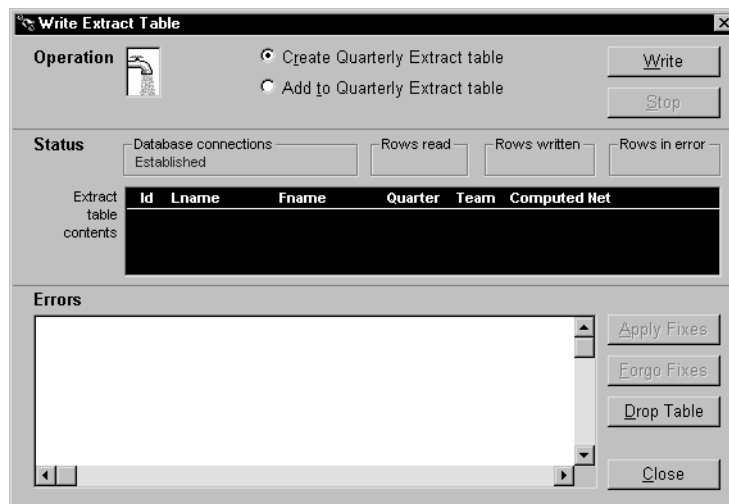 Write Extract Table
Operation
Create Quarterly Extract table
Write
Add to Quarterly Extract table
Stop
Status
Database connections
Rows read
Rows written
Rows in error
Established
Extract
table
contents
Id Lname Fname Quarter Team Computed Net
Errors
Apply Fixes
Forgo Fixes
Drop Table
Close